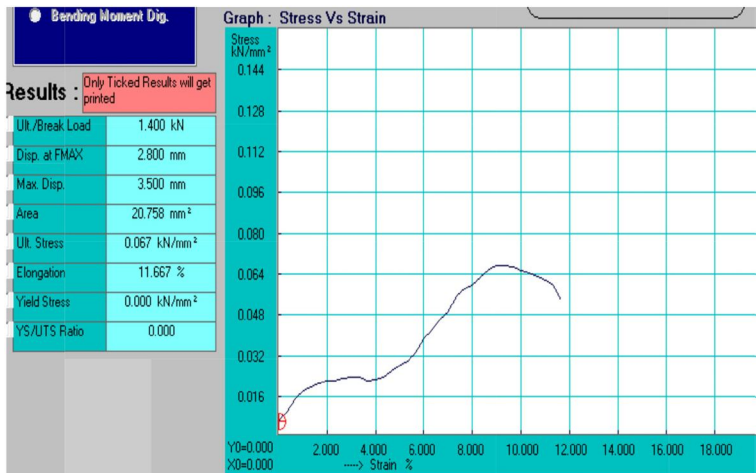 Bending Moment Dig.
Graph : Stress Vs Strain
Results :
Only Ticked Results will get
printed
Ult./Break Load 1.400 kN
Disp. at FMAX 2.800 mm
Max. Disp. 3.500 mm
Area 20.758 mm²
Ult. Stress 0.067 kN/mm²
Elongation 11.667 %
Yield Stress 0.000 kN/mm²
YS/UTS Ratio 0.000
Stress
kN/mm²
0.144
0.128
0.112
0.096
0.080
0.064
0.048
0.032
0.016
Y0=0.000
X0=0.000
2.000 4.000 6.000 8.000 10.000 12.000 14.000 16.000 18.000
----> Strain %